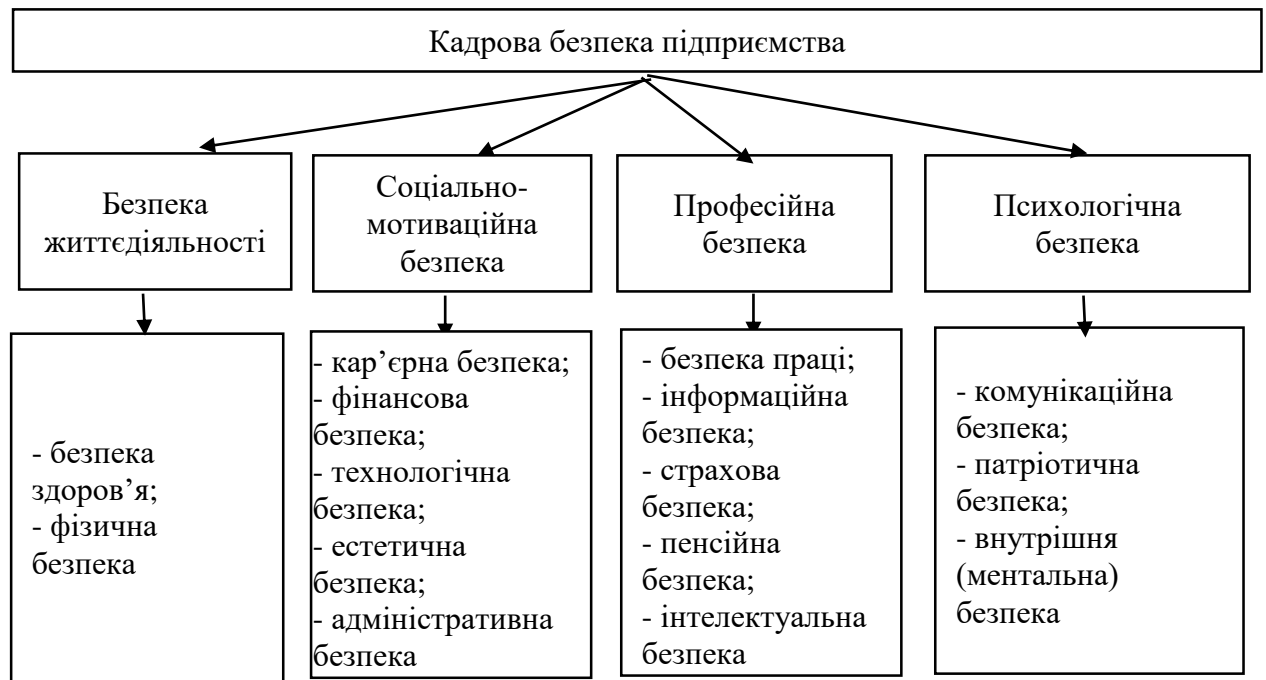 Кадрова безпека підприємства
Безпека
життєдіяльності
Соціально-
мотиваційна
безпека
Професійна
безпека
Психологічна
безпека
- безпека
здоров’я;
- фізична
безпека
- кар’єрна безпека;
- фінансова
безпека;
- технологічна
безпека;
- естетична
безпека;
- адміністративна
безпека
- безпека праці;
- інформаційна
безпека;
- страхова
безпека;
- пенсійна
безпека;
- інтелектуальна
безпека
- комунікаційна
безпека;
- патріотична
безпека;
- внутрішня
(ментальна)
безпека